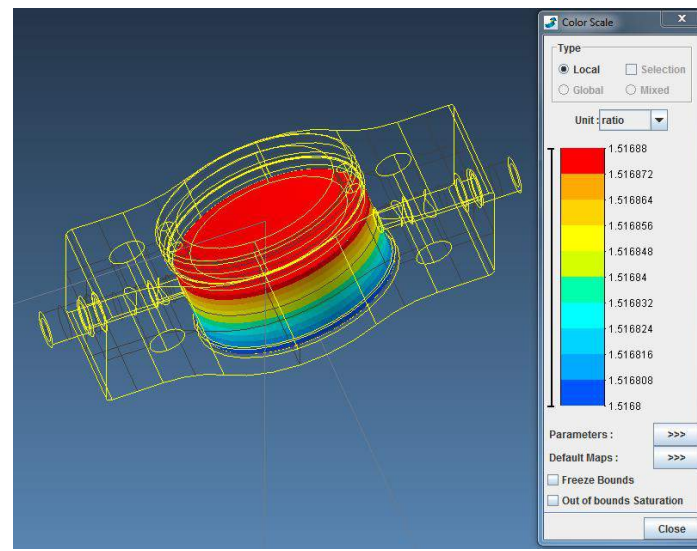 Color Scale
X
Type
Local Selection
Global Mixed
Unit : ratio
1.51688
1.516872
1.516864
1.516856
1.516848
1.51684
1.516832
1.516824
1.516816
1.516808
1.5168
Parameters : >>>
Default Maps : >>>
Freeze Bounds
Out of bounds Saturation
Close